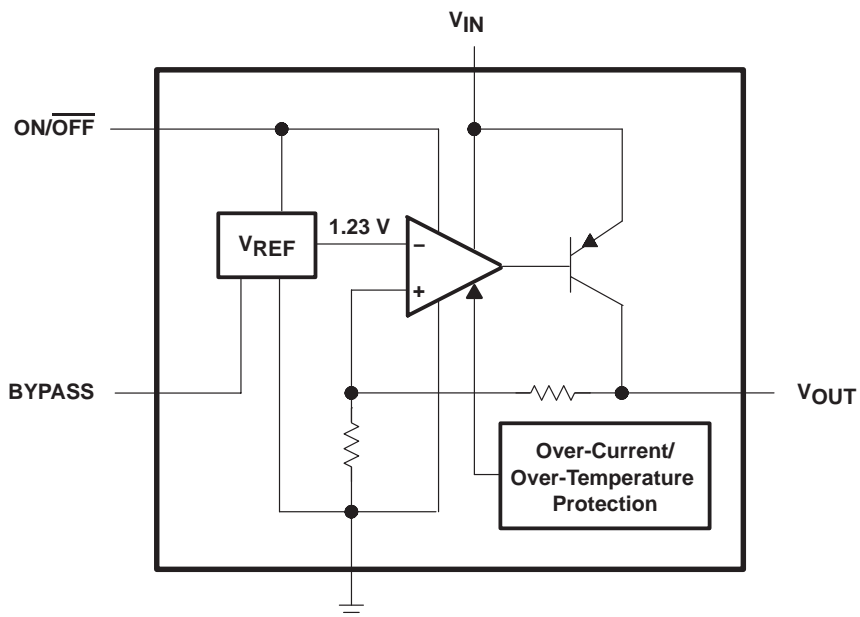 VIN
ON/OFF
1.23 V
VREF
−
+
BYPASS
VOUT
Over-Current/
Over-Temperature
Protection